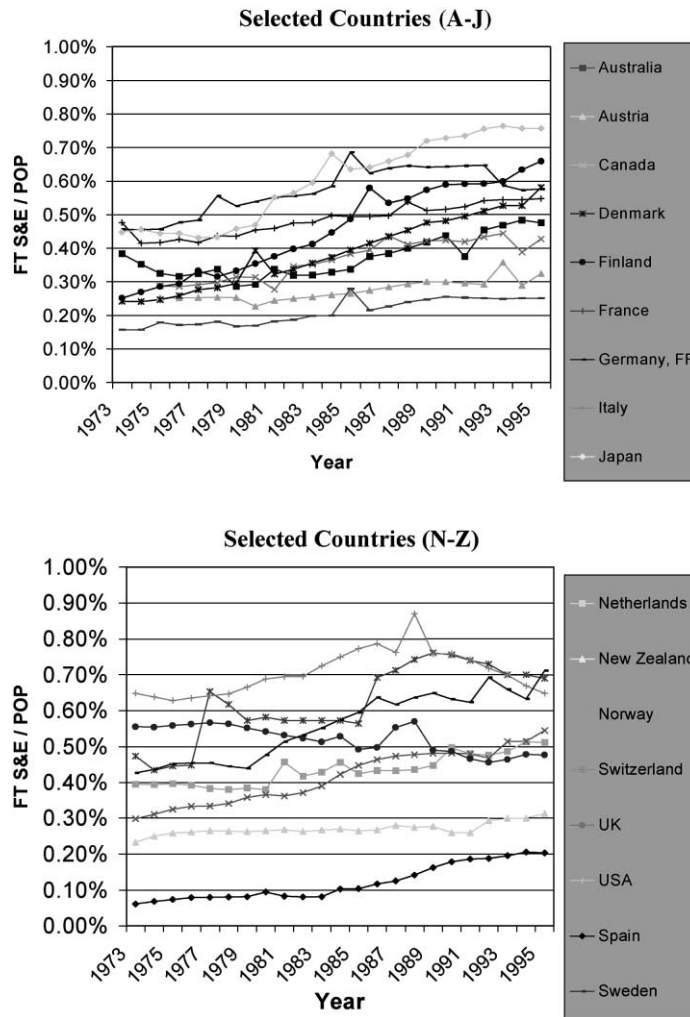 Selected Countries (A-J)
1.00%
0.90%
0.80%
0.70%
0.60%
0.50%
0.40%
0.30%
0.20%
0.10%
0.00%
FT S&E / POP
1973
1975
1977
1979
1981
1983
1985
1987
1989
1991
1993
1995
Year
Australia
Austria
Canada
Denmark
Finland
France
Germany, FR
Italy
Japan
Selected Countries (N-Z)
1.00%
0.90%
0.80%
0.70%
0.60%
0.50%
0.40%
0.30%
0.20%
0.10%
0.00%
FT S&E / POP
1973
1975
1977
1979
1981
1983
1985
1987
1989
1991
1993
1995
Year
Netherlands
New Zealand
Norway
Switzerland
UK
USA
Spain
Sweden